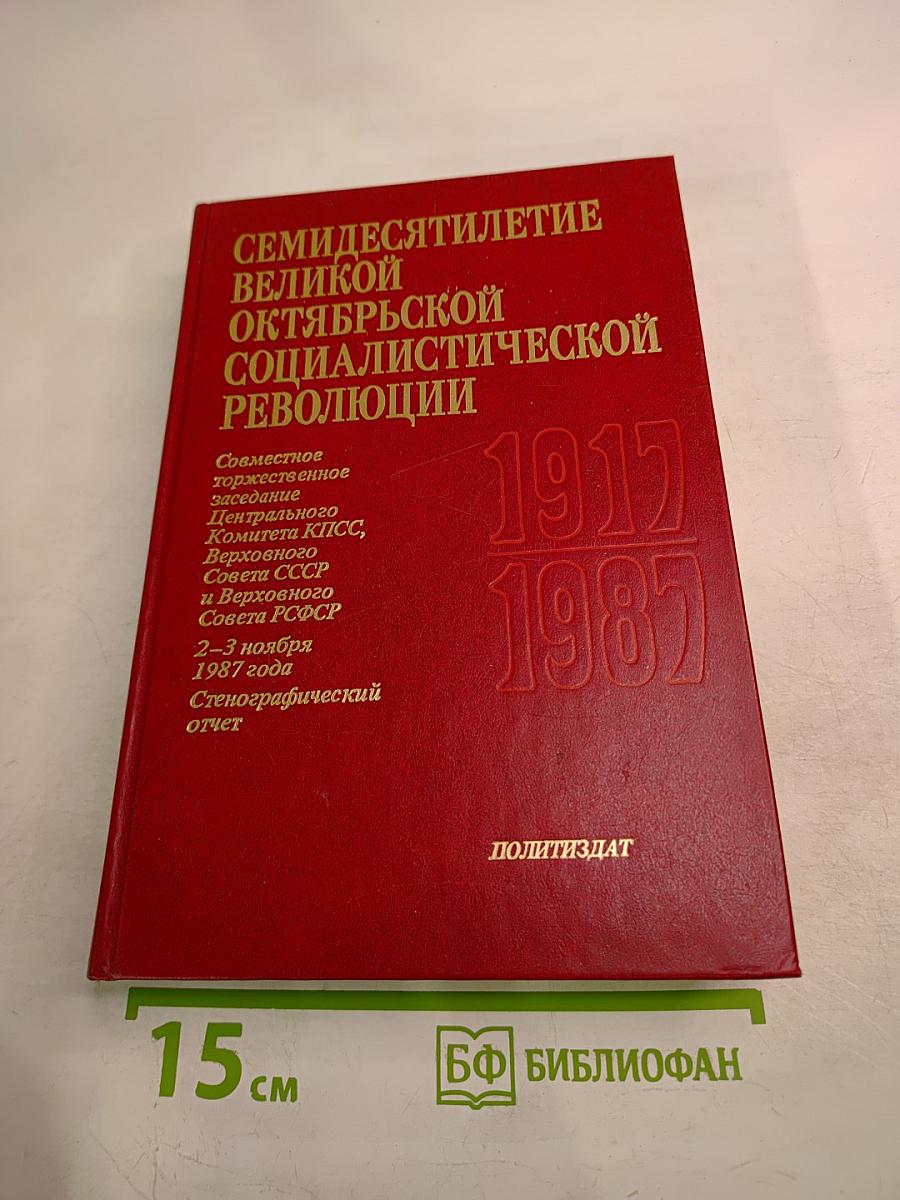 СЕМИДЕСЯТИЛЕТИЕ
ВЕЛИКОЙ
ОКТЯБРЬСКОЙ
СОЦИАЛИСТИЧЕСКОЙ
РЕВОЛЮЦИИ
Совместное
торжественное
заседание
Центрального
Комитета КПСС,
Верховного
Совета СССР
и Верховного
Совета РСФСР
2–3 ноября
1987 года
Стенографический
отчет
1917
1987
ПОЛИТИЗДАТ
15 см
БФ БИБЛИОФАН